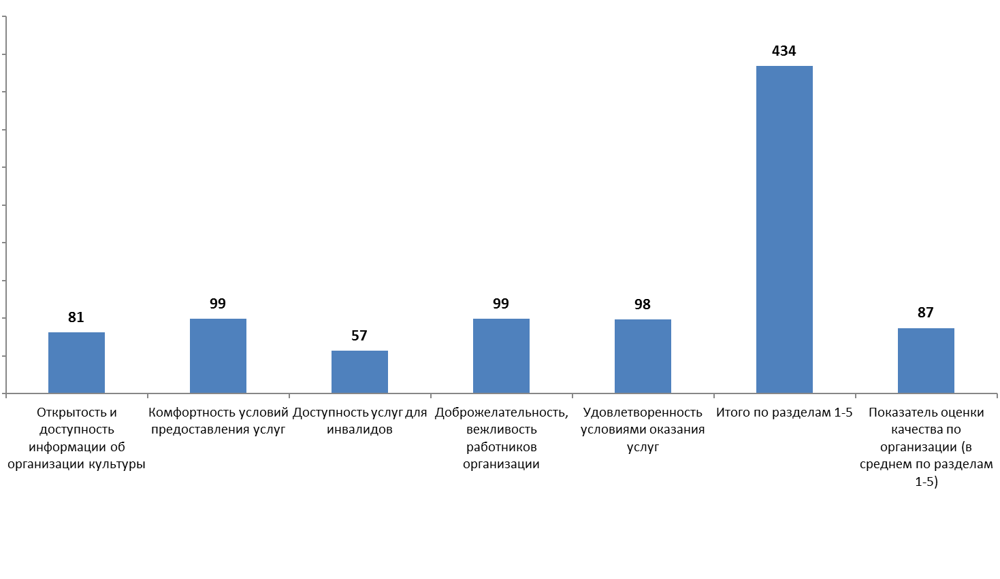 434
99
99
98
87
81
57
Открытость и
доступность
информации об
организации культуры
Комфортность условий
предоставления услуг
Доступность услуг для
инвалидов
Доброжелательность,
вежливость
работников
организации
Удовлетворенность
условиями оказания
услуг
Итого по разделам 1-5
Показатель оценки
качества по
организации (в
среднем по разделам
1-5)